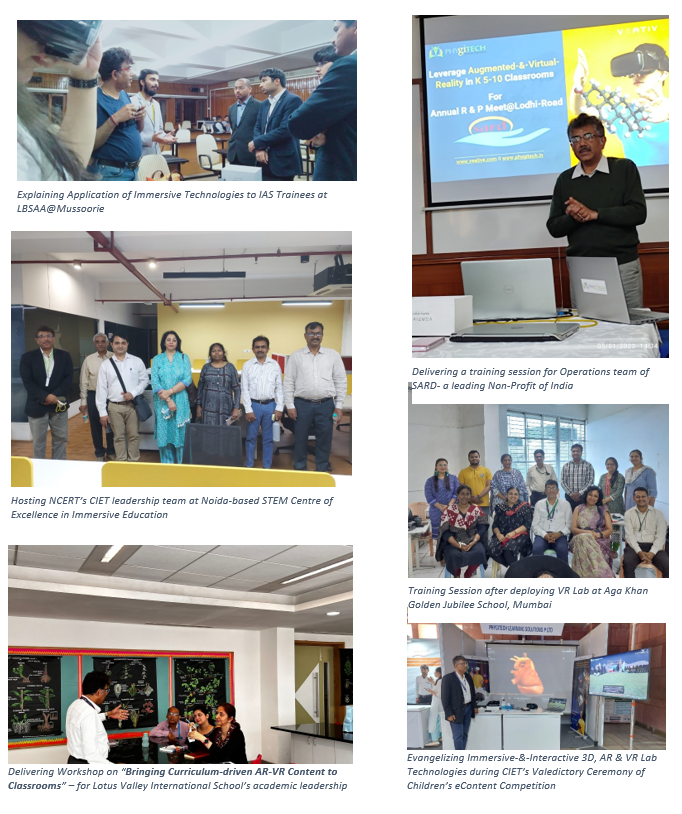 Explaining Application of Immersive Technologies to IAS Trainees at
LBSAA@Mussoorie
Hosting NCERT's CIET leadership team at Noida-based STEM Centre of
Excellence in Immersive Education
Delivering Workshop on “Bringing Curriculum-driven AR-VR Content to
Classrooms” – for Lotus Valley International School's academic leadership
PHYGITECH
VENTIV
Leverage Augmented-&-Virtual-
Reality in K 5-10 Classrooms
For
Annual R & P Meet@Lodhi-Road
Delivering a training session for Operations team of
SARD- a leading Non-Profit of India
Training Session after deploying VR Lab at Aga Khan
Golden Jubilee School, Mumbai
LEARNING SOLUTIONS P LTD
Evangelizing Immersive-&-Interactive 3D, AR & VR Lab
Technologies during CIET's Valedictory Ceremony of
Children's eContent Competition